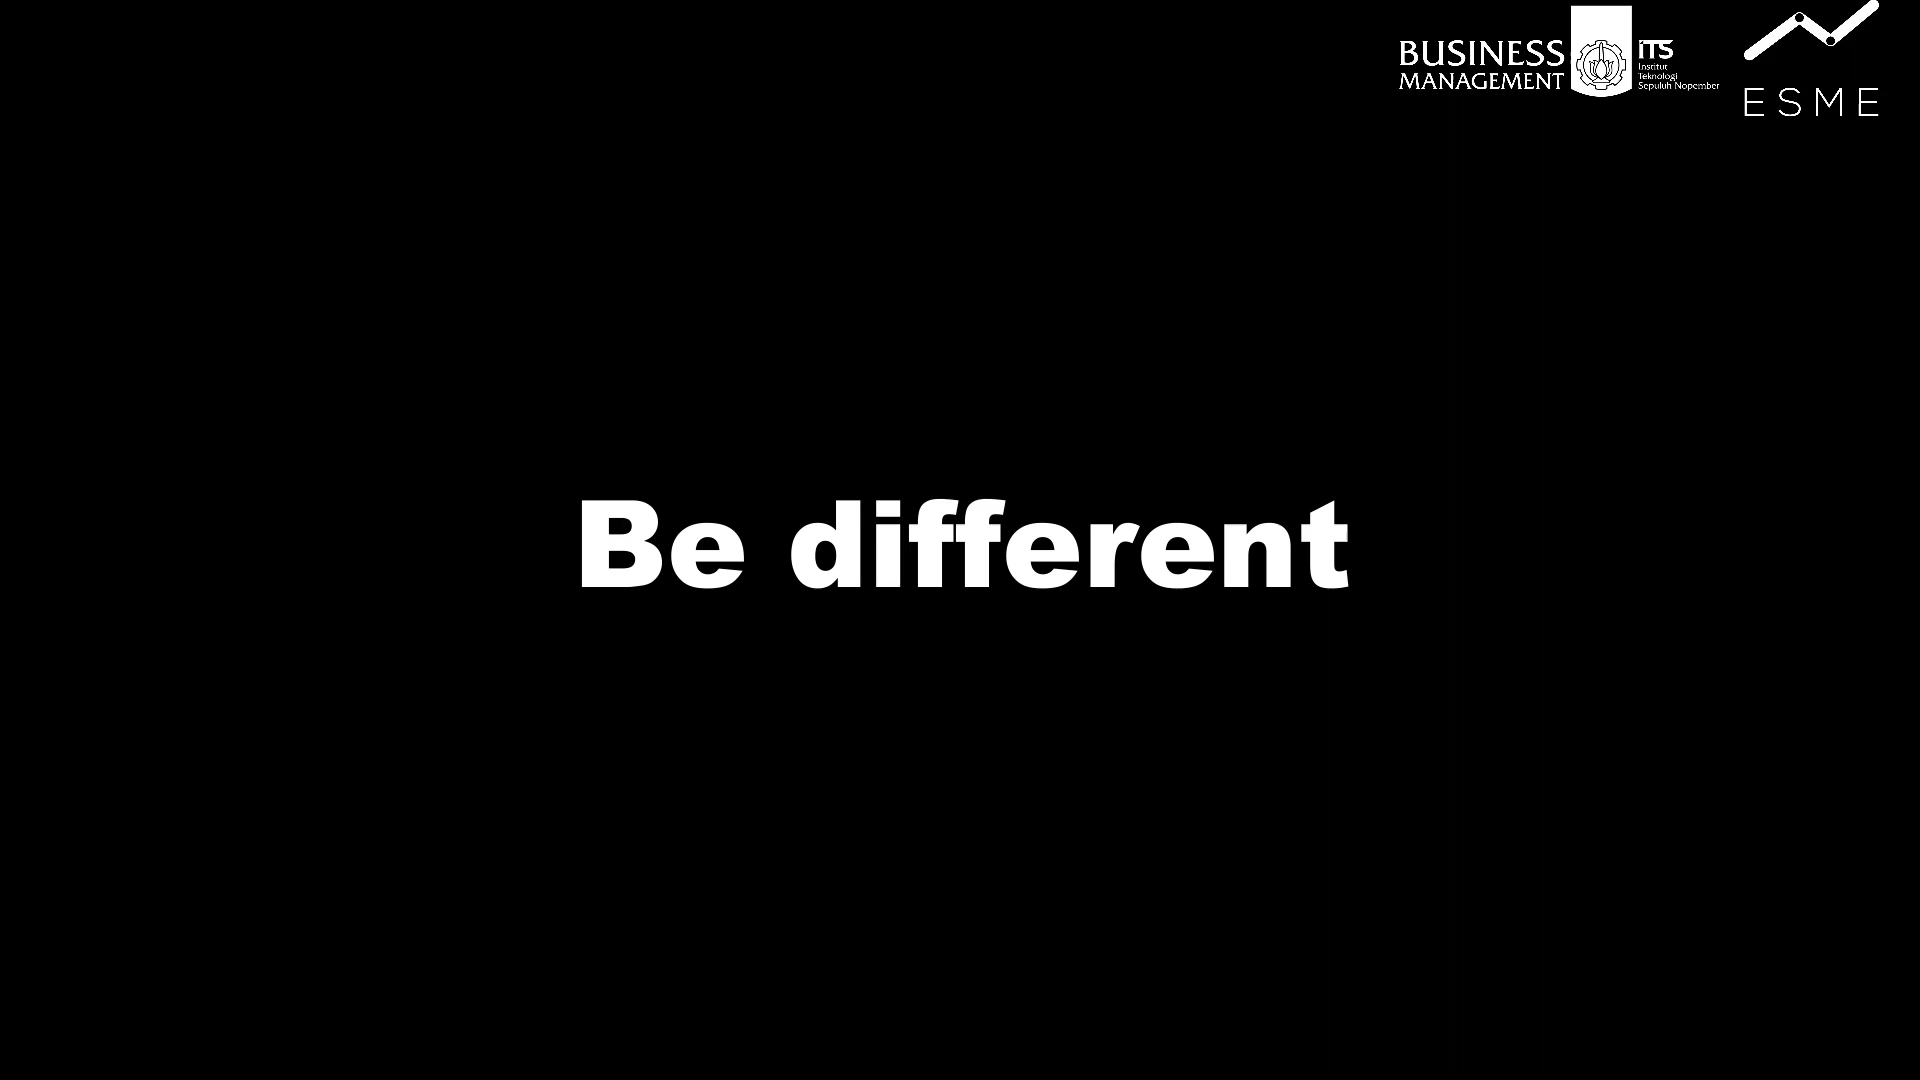 BUSINESS
MANAGEMENT
iTS
Institut
Teknologi
Sepuluh Nopember
ESME
Be different